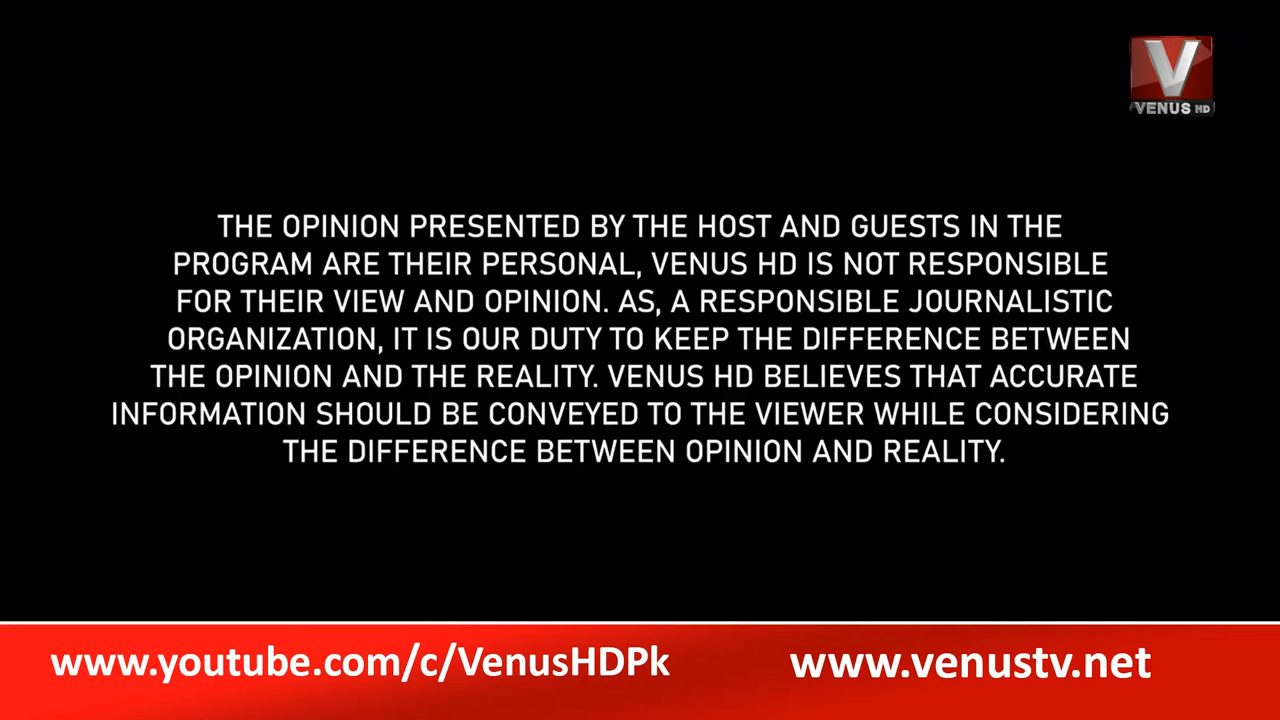 V
VENUS HD
THE OPINION PRESENTED BY THE HOST AND GUESTS IN THE
PROGRAM ARE THEIR PERSONAL, VENUS HD IS NOT RESPONSIBLE
FOR THEIR VIEW AND OPINION. AS, A RESPONSIBLE JOURNALISTIC
ORGANIZATION, IT IS OUR DUTY TO KEEP THE DIFFERENCE BETWEEN
THE OPINION AND THE REALITY. VENUS HD BELIEVES THAT ACCURATE
INFORMATION SHOULD BE CONVEYED TO THE VIEWER WHILE CONSIDERING
THE DIFFERENCE BETWEEN OPINION AND REALITY.
www.youtube.com/c/VenusHDPk www.venustv.net